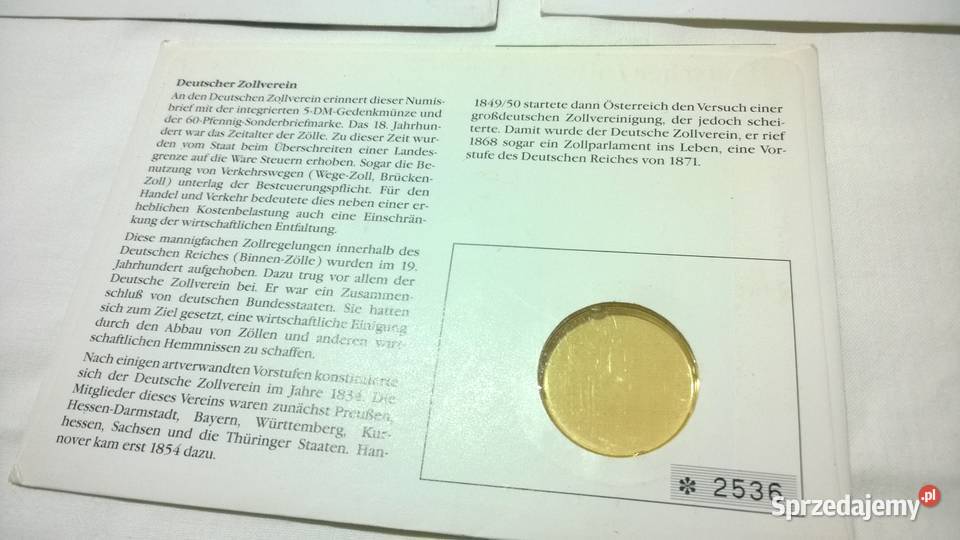 Deutscher Zollverein
An den Deutschen Zollverein erinnert dieser Numis-
brief mit der integrierten 5-DM-Gedenkmünze und
der 60-Pfennig-Sonderbriefmarke. Das 18. Jahrhun-
dert war das Zeitalter der Zölle. Zu dieser Zeit wur-
den vom Staat beim Überschreiten einer Landes-
grenze auf die Ware Steuern erhoben. Sogar die Be-
nutzung von Verkehrswegen (Wege-Zoll, Brücken-
Zoll) unterlag der Besteuerungspflicht. Für den
Handel und Verkehr bedeutete dies neben einer er-
heblichen Kostenbelastung auch eine Einschrän-
kung der wirtschaftlichen Entfaltung.
Diese mannigfachen Zollregelungen innerhalb des
Deutschen Reiches (Binnen-Zölle) wurden im 19.
Jahrhundert aufgehoben. Dazu trug vor allem der
Deutsche Zollverein bei. Er war ein Zusammen-
schluß von deutschen Bundesstaaten. Sie hatten
sich zum Ziel gesetzt, eine wirtschaftliche Einigung
durch den Abbau von Zöllen und anderen wirt-
schaftlichen Hemmnissen zu schaffen.
Nach einigen artverwandten Vorstufen konstituierte
sich der Deutsche Zollverein im Jahre 1834. Die
Mitglieder dieses Vereins waren zunächst Preußen,
Hessen-Darmstadt, Bayern, Württemberg, Kur-
hessen, Sachsen und die Thüringer Staaten. Han-
nover kam erst 1854 dazu.
1849/50 startete dann Österreich den Versuch einer
großdeutschen Zollvereinigung, der jedoch schei-
terte. Damit wurde der Deutsche Zollverein, er rief
1868 sogar ein Zollparlament ins Leben, eine Vor-
stufe des Deutschen Reiches von 1871.
✻ 2536
Sprzedajemy.pl